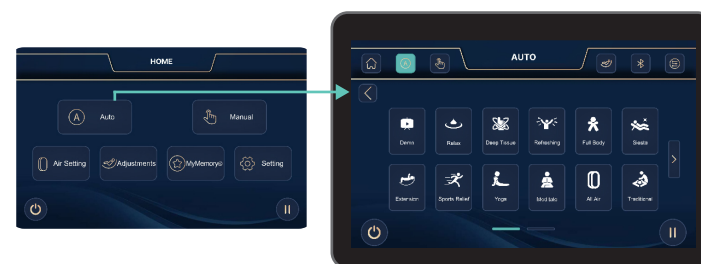 HOME
A Auto
Manual
Air Setting
Adjustments
MyMemory®
Setting
AUTO
A
Demo
Relax
Deep Tissue
Refreshing
Full Body
Siesta
Extension
Sports Relief
Yoga
Meditate
All Air
Traditional